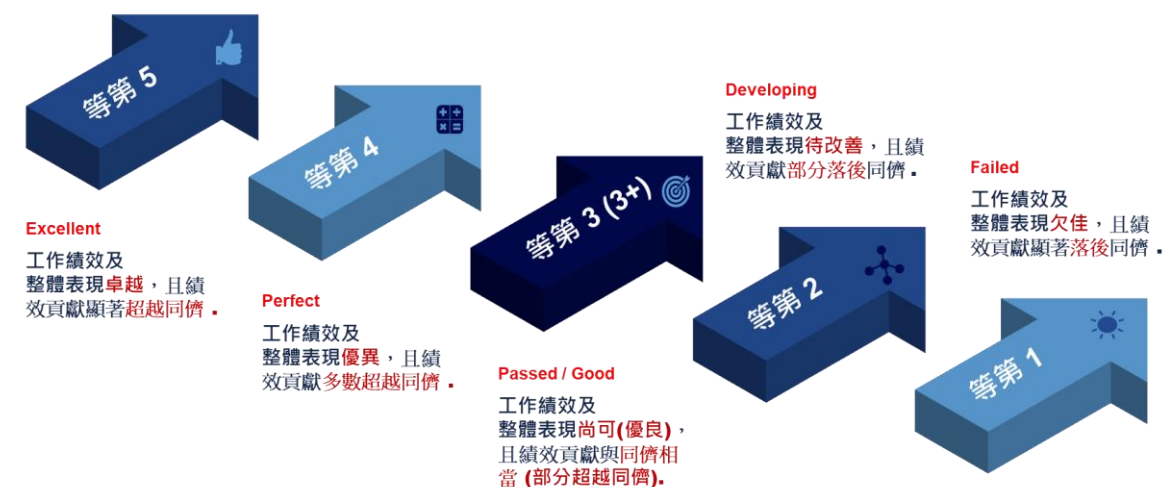 等第 5
Excellent
工作績效及
整體表現卓越，且績
效貢獻顯著超越同儕．
等第 4
Perfect
工作績效及
整體表現優異，且績
效貢獻多數超越同儕．
等第 3 (3+)
Passed / Good
工作績效及
整體表現尚可(優良)，
且績效貢獻與同儕相
當 (部分超越同儕).
等第 2
Developing
工作績效及
整體表現待改善，且績
效貢獻部分落後同儕．
等第 1
Failed
工作績效及
整體表現欠佳，且績
效貢獻顯著落後同儕．